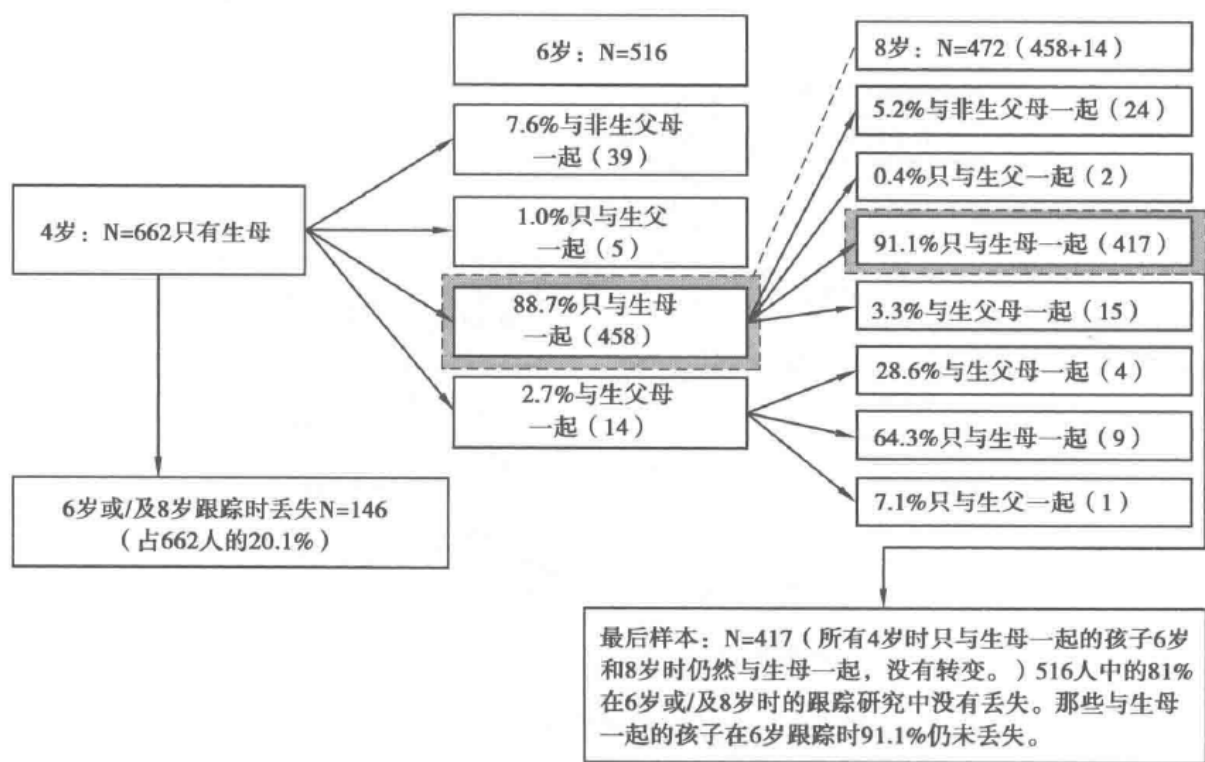 4岁：N=662只有生母
6岁或/及8岁跟踪时丢失N=146
（占662人的20.1%）
6岁：N=516
7.6%与非生父母
一起（39）
1.0%只与生父
一起（5）
88.7%只与生母
一起（458）
2.7%与生父母
一起（14）
8岁：N=472（458+14）
5.2%与非生父母一起（24）
0.4%只与生父一起（2）
91.1%只与生母一起（417）
3.3%与生父母一起（15）
28.6%与生父母一起（4）
64.3%只与生母一起（9）
7.1%只与生父一起（1）
最后样本：N=417（所有4岁时只与生母一起的孩子6岁
和8岁时仍然与生母一起，没有转变。）516人中的81%
在6岁或/及8岁时的跟踪研究中没有丢失。那些与生母
一起的孩子在6岁跟踪时91.1%仍未丢失。